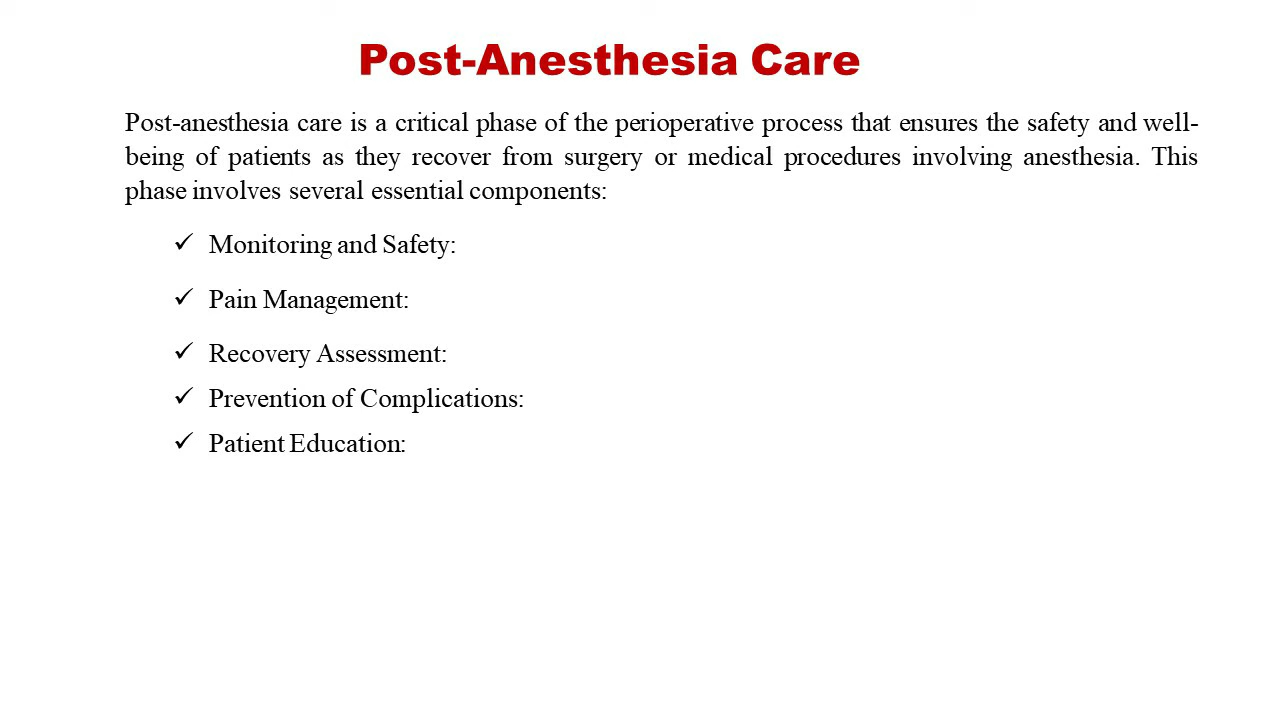 Post-Anesthesia Care
Post-anesthesia care is a critical phase of the perioperative process that ensures the safety and well-
being of patients as they recover from surgery or medical procedures involving anesthesia. This
phase involves several essential components:
✓ Monitoring and Safety:
✓ Pain Management:
✓ Recovery Assessment:
✓ Prevention of Complications:
✓ Patient Education: